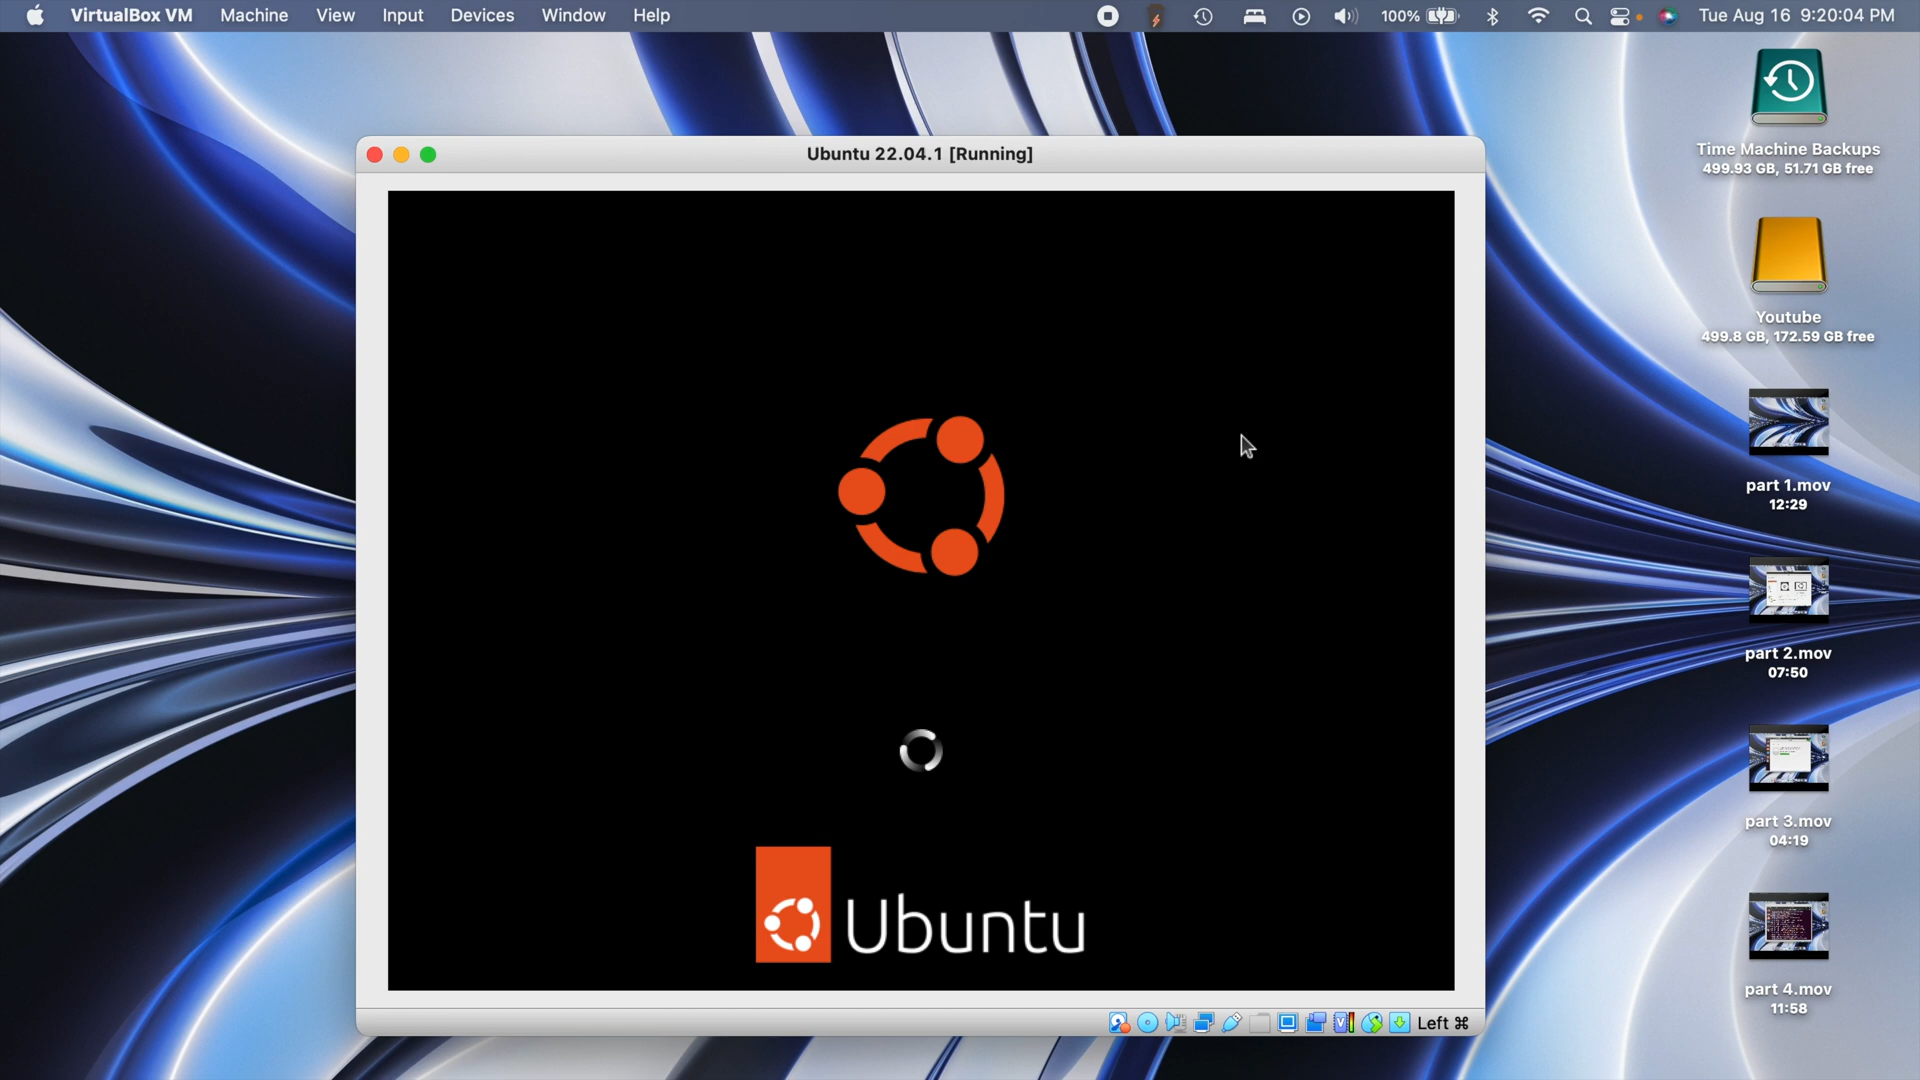 VirtualBox VM Machine View Input Devices Window Help 100% Tue Aug 16 9:20:04 PM
Ubuntu 22.04.1 [Running]
Ubuntu
Left ⌘
Time Machine Backups
499.93 GB, 51.71 GB free
Youtube
499.8 GB, 172.59 GB free
part 1.mov
12:29
part 2.mov
07:50
part 3.mov
04:19
part 4.mov
11:58